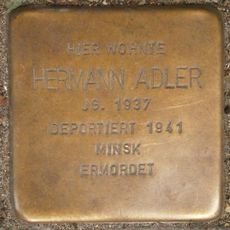 HIER WOHNTE
HERMANN ADLER
JG. 1937
DEPORTIERT 1941
MINSK
ERMORDET